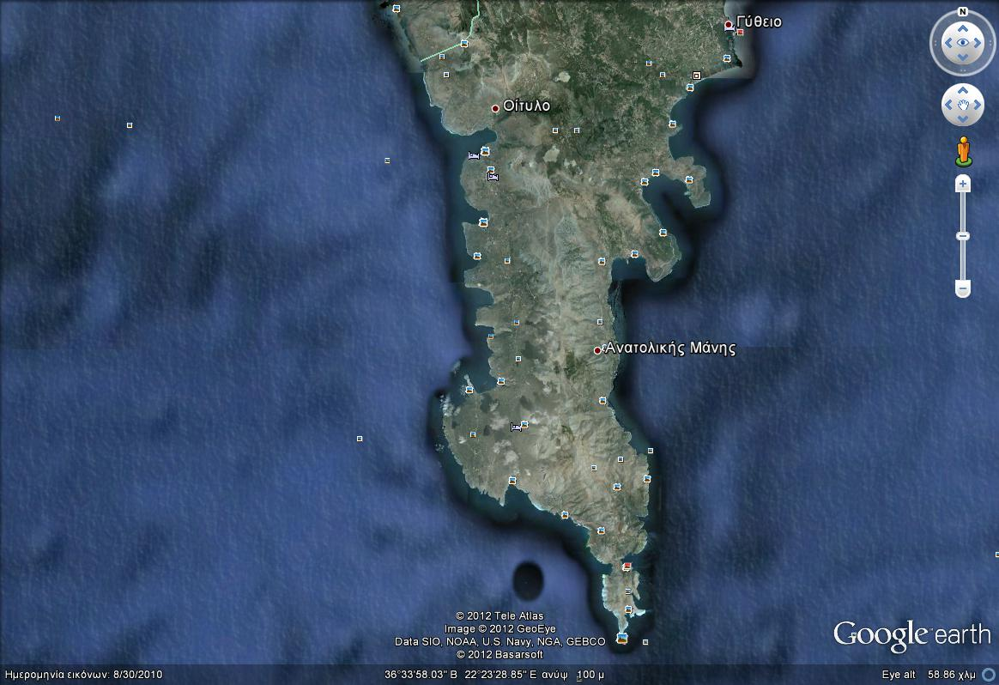 N
Γύθειο
Οίτυλο
Ανατολικής Μάνης
© 2012 Tele Atlas
Image © 2012 GeoEye
Data SIO, NOAA, U.S. Navy, NGA, GEBCO
© 2012 Basarsoft
Google earth
Ημερομηνία εικόνων: 8/30/2010
36°33'58.03" Β 22°23'28.85" Ε ανύψ 100 μ
Eye alt 58.86 χλμ